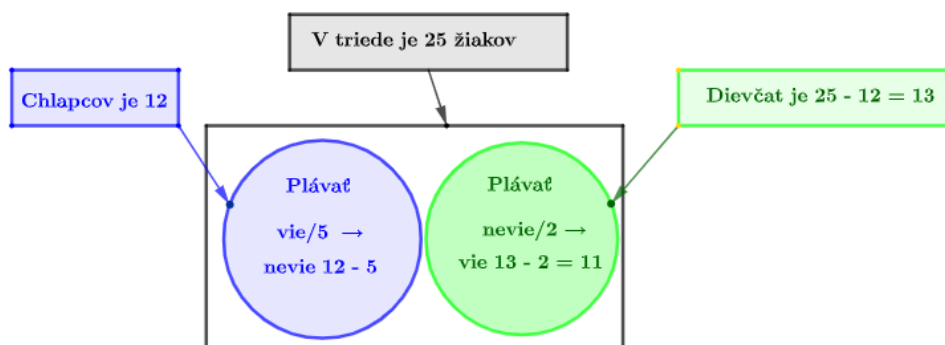 V triede je 25 žiakov
Chlapcov je 12
Dievčat je 25 - 12 = 13
Plávať
vie/5 →
nevie 12 - 5
Plávať
nevie/2 →
vie 13 - 2 = 11